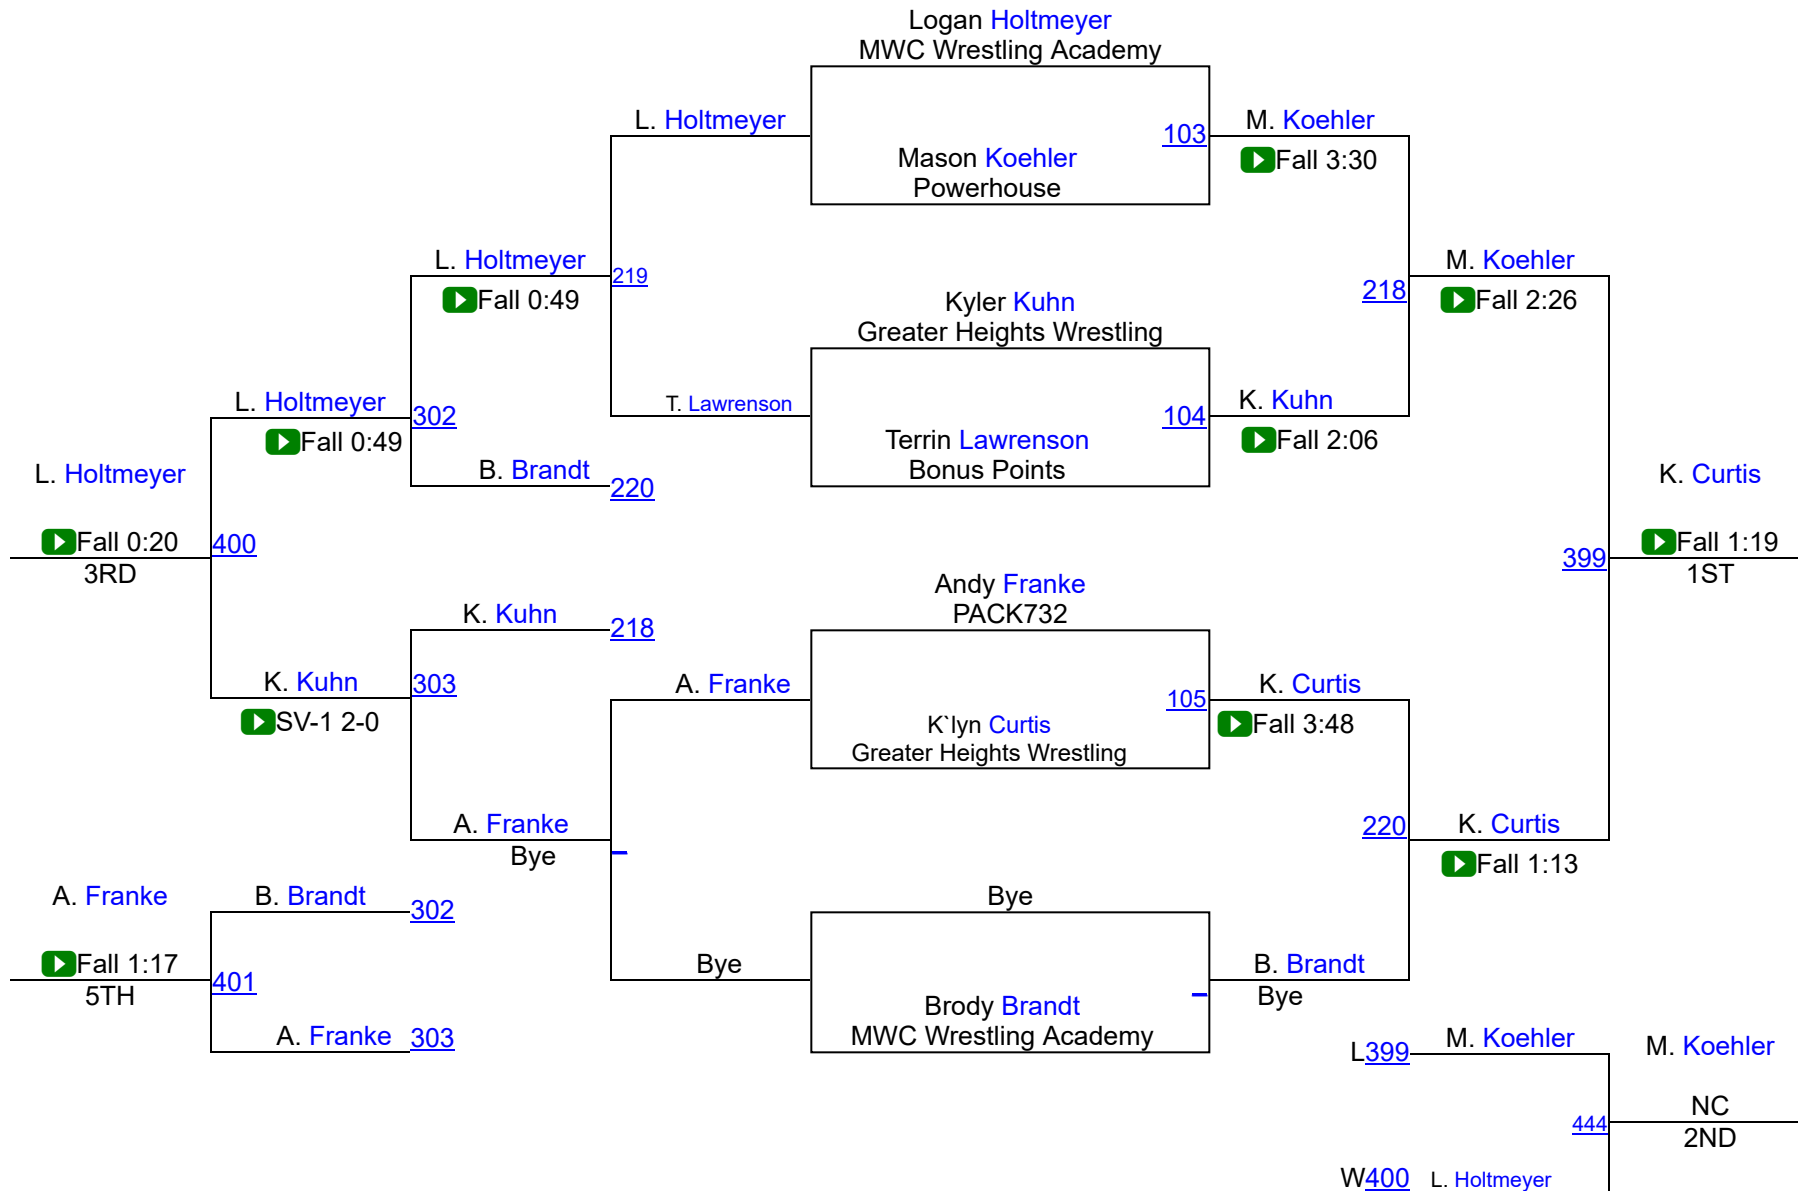 Logan Holtmeyer
MWC Wrestling Academy
L. Holtmeyer
103
M. Koehler
Mason Koehler
Powerhouse
Fall 3:30
L. Holtmeyer
219
Fall 0:49
M. Koehler
218
Fall 2:26
Kyler Kuhn
Greater Heights Wrestling
L. Holtmeyer
302
Fall 0:49
T. Lawrenson
104
K. Kuhn
Terrin Lawrenson
Bonus Points
Fall 2:06
L. Holtmeyer
B. Brandt
220
K. Curtis
Fall 0:20
400
3RD
399
Fall 1:19
1ST
Andy Franke
PACK732
K. Kuhn
218
K. Kuhn
303
SV-1 2-0
A. Franke
105
K. Curtis
K`lyn Curtis
Greater Heights Wrestling
Fall 3:48
A. Franke
Bye
220
K. Curtis
Fall 1:13
A. Franke
B. Brandt
302
Bye
Fall 1:17
401
5TH
Bye
B. Brandt
Bye
Brody Brandt
MWC Wrestling Academy
A. Franke
303
L399
M. Koehler
M. Koehler
444
NC
2ND
W400
L. Holtmeyer